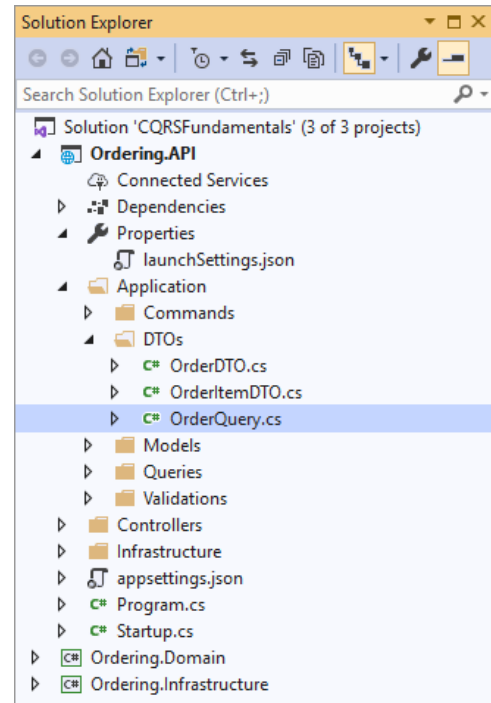 Solution Explorer
Search Solution Explorer (Ctrl+;)
Solution 'CQRSFundamentals' (3 of 3 projects)
Ordering.API
Connected Services
Dependencies
Properties
launchSettings.json
Application
Commands
DTOs
C# OrderDTO.cs
C# OrderItemDTO.cs
C# OrderQuery.cs
Models
Queries
Validations
Controllers
Infrastructure
appsettings.json
C# Program.cs
C# Startup.cs
C# Ordering.Domain
C# Ordering.Infrastructure